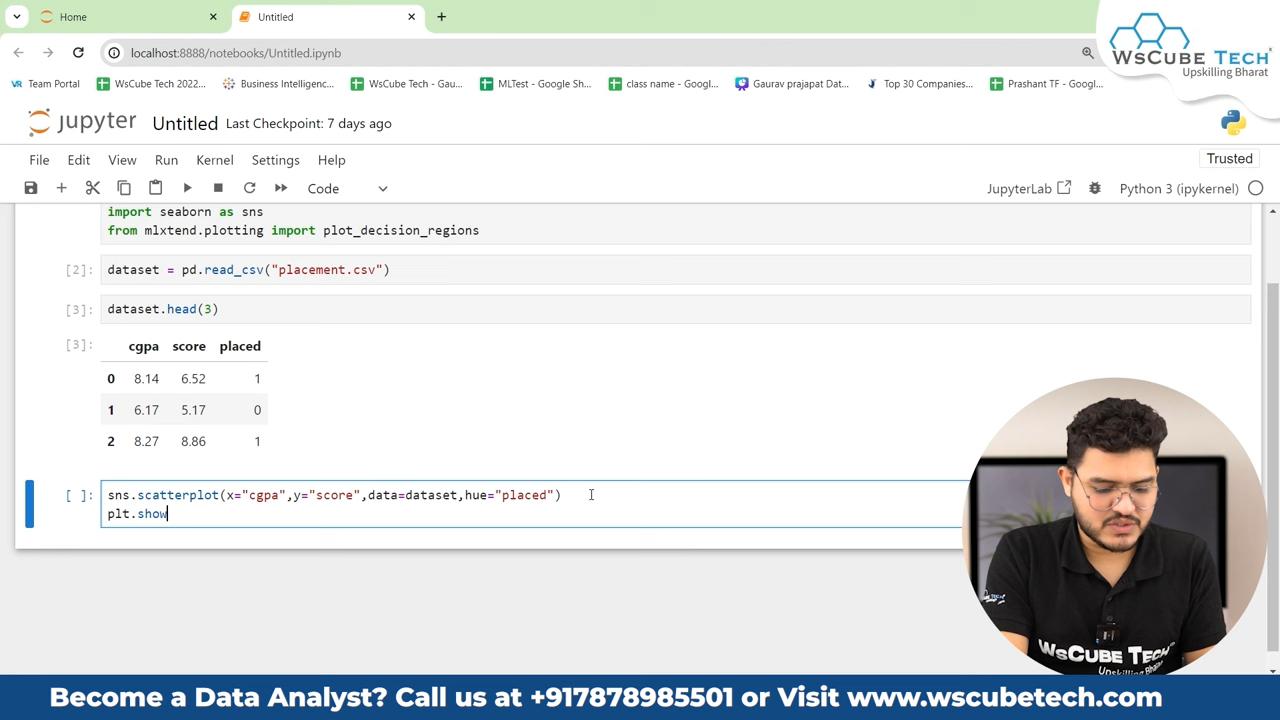 Home
Untitled
localhost:8888/notebooks/Untitled.ipynb
VR Team Portal
WsCube Tech 2022...
Business Intelligenc...
WsCube Tech - Gau...
MLTest - Google Sh...
class name - Googl...
Gaurav prajapat Dat...
Top 30 Companies...
Prashant TF - Googl...
WsCube Tech
Upskilling Bharat
jupyter Untitled Last Checkpoint: 7 days ago
File Edit View Run Kernel Settings Help
Trusted
Code
JupyterLab
Python 3 (ipykernel)
import seaborn as sns
from mlxtend.plotting import plot_decision_regions
[2]: dataset = pd.read_csv("placement.csv")
[3]: dataset.head(3)
[3]: cgpa score placed
0 8.14 6.52 1
1 6.17 5.17 0
2 8.27 8.86 1
[ ]: sns.scatterplot(x="cgpa",y="score",data=dataset,hue="placed")
plt.show
WsCube Tech
Become a Data Analyst? Call us at +917878985501 or Visit www.wscubetech.com